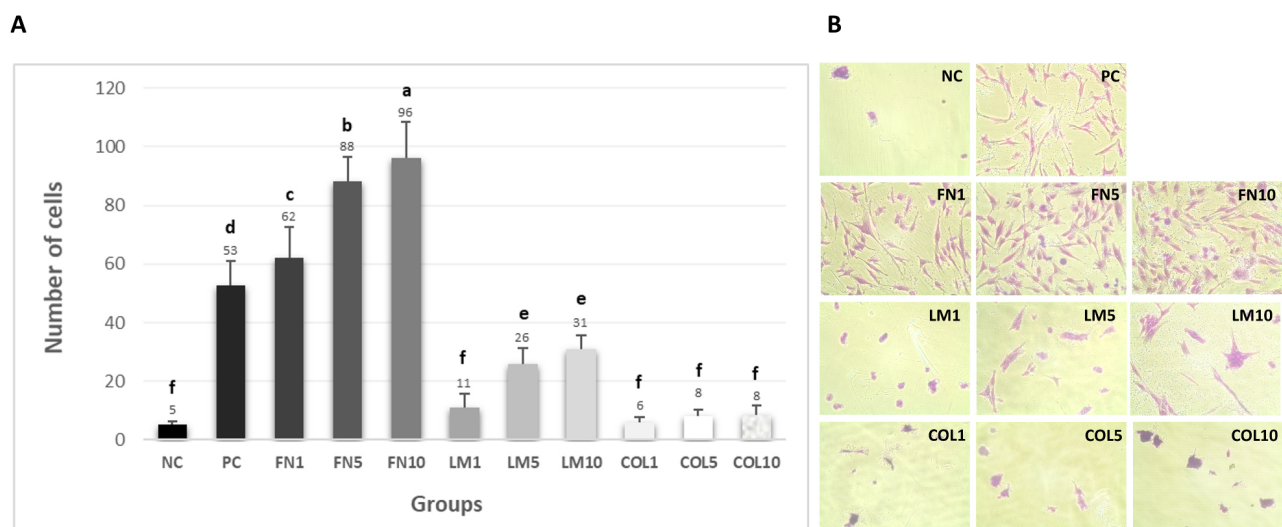 A
120
100
80
60
40
20
0
Number of cells
f
5
d
53
c
62
b
88
a
96
f
11
e
26
e
31
f
6
f
8
f
8
NC PC FN1 FN5 FN10 LM1 LM5 LM10 COL1 COL5 COL10
Groups
B
NC PC
FN1 FN5 FN10
LM1 LM5 LM10
COL1 COL5 COL10